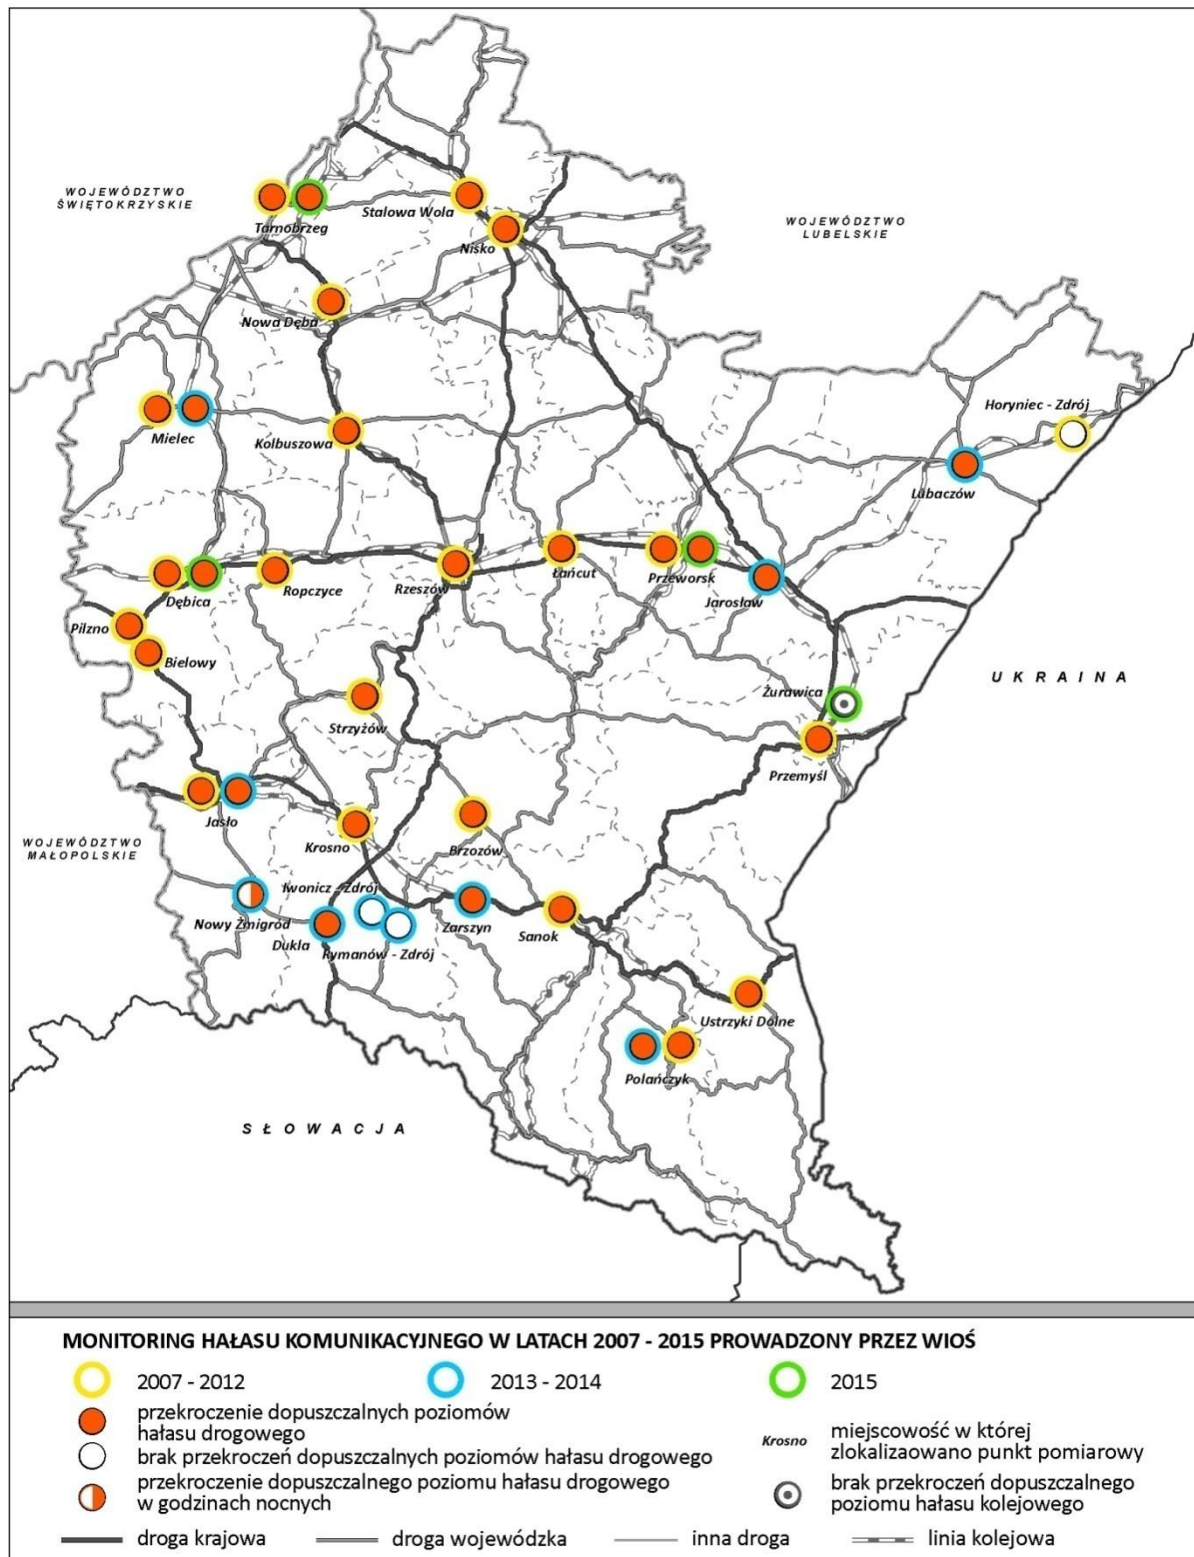 WOJEWÓDZTWO
ŚWIĘTOKRZYSKIE
WOJEWÓDZTWO
LUBELSKIE
Tarnobrzeg
Stalowa Wola
Nisko
Nowa Dęba
Mielec
Kolbuszowa
Horyniec - Zdrój
Lubaczów
Dębica
Ropczyce
Rzeszów
Łańcut
Przeworsk
Jarosław
Pilzno
Bielowy
Strzyżów
Żurawica
UKRAINA
Przemyśl
Jasło
Krosno
Brzozów
WOJEWÓDZTWO
MAŁOPOLSKIE
Iwonicz - Zdrój
Nowy Żmigród
Dukla
Rymanów - Zdrój
Zarszyn
Sanok
Ustrzyki Dolne
Polańczyk
SŁOWACJA
MONITORING HAŁASU KOMUNIKACYJNEGO W LATACH 2007 - 2015 PROWADZONY PRZEZ WIOŚ
2007 - 2012
2013 - 2014
2015
przekroczenie dopuszczalnych poziomów
hałasu drogowego
brak przekroczeń dopuszczalnych poziomów hałasu drogowego
przekroczenie dopuszczalnego poziomu hałasu drogowego
w godzinach nocnych
Krosno
miejscowość w której
zlokalizaowano punkt pomiarowy
brak przekroczeń dopuszczalnego
poziomu hałasu kolejowego
droga krajowa
droga wojewódzka
inna droga
linia kolejowa